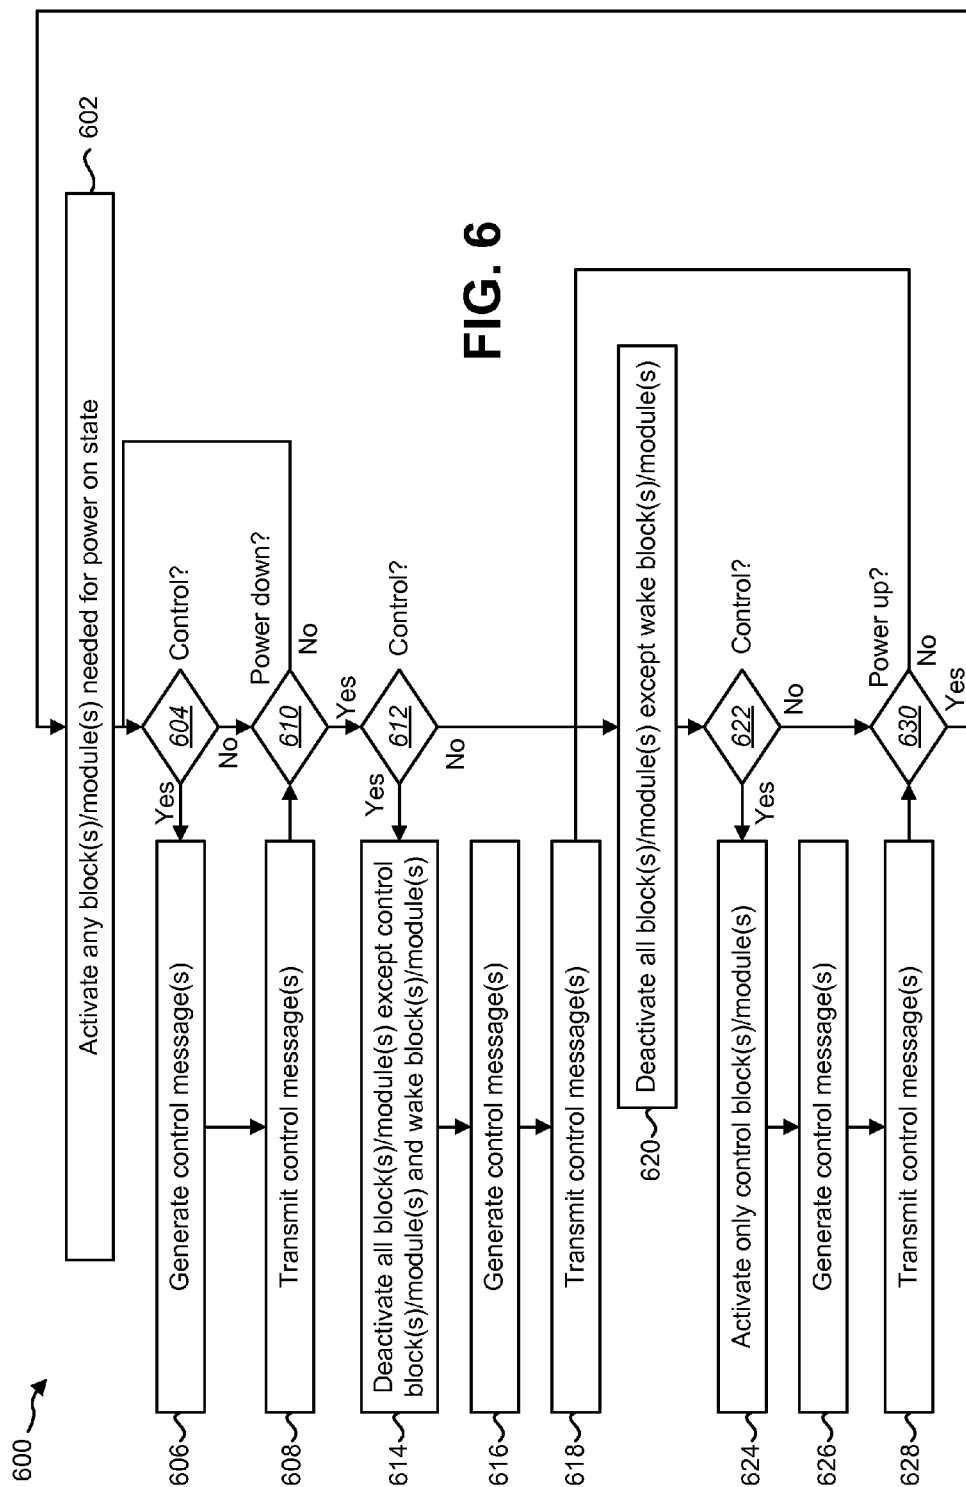 600
602
Activate any block(s)/module(s) needed for power on state
604
Control?
Yes
No
606
Generate control message(s)
608
Transmit control message(s)
610
Power down?
No
Yes
612
Control?
Yes
No
614
Deactivate all block(s)/module(s) except control
block(s)/module(s) and wake block(s)/module(s)
616
Generate control message(s)
618
Transmit control message(s)
620
Deactivate all block(s)/module(s) except wake block(s)/module(s)
622
Control?
Yes
No
624
Activate only control block(s)/module(s)
626
Generate control message(s)
628
Transmit control message(s)
630
Power up?
No
Yes
FIG. 6